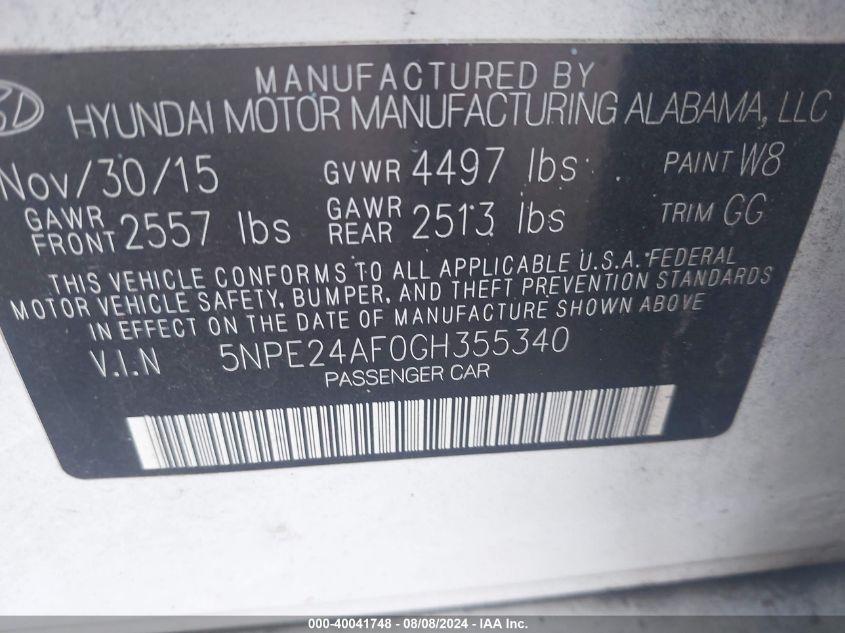 MANUFACTURED BY
HYUNDAI MOTOR MANUFACTURING ALABAMA, LLC
Nov/30/15 GVWR 4497 lbs PAINT W8
GAWR FRONT 2557 lbs GAWR REAR 2513 lbs TRIM GG
THIS VEHICLE CONFORMS TO ALL APPLICABLE U.S.A. FEDERAL
MOTOR VEHICLE SAFETY, BUMPER, AND THEFT PREVENTION STANDARDS
IN EFFECT ON THE DATE OF MANUFACTURE SHOWN ABOVE
V.I.N 5NPE24AF0GH355340
PASSENGER CAR
000-40041748 - 08/08/2024 - IAA Inc.